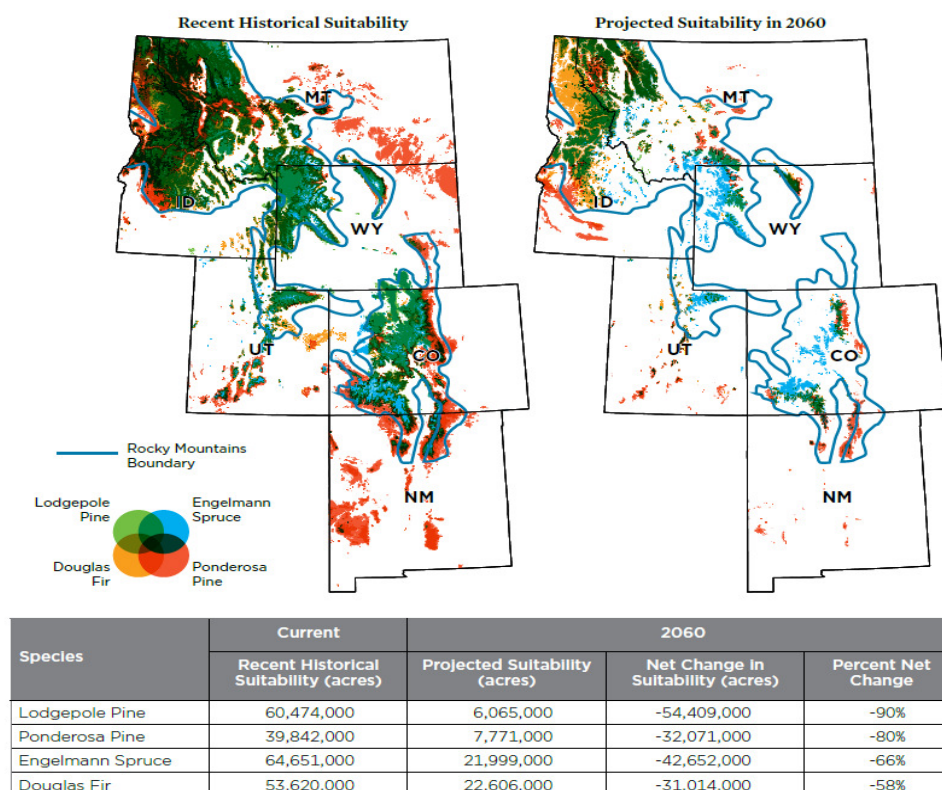 Recent Historical Suitability
Projected Suitability in 2060
MT
ID
WY
UT
CO
NM
MT
ID
WY
UT
CO
NM
Rocky Mountains
Boundary
Lodgepole
Pine
Engelmann
Spruce
Douglas
Fir
Ponderosa
Pine
Species
Current
2060
Recent Historical
Suitability (acres)
Projected Suitability
(acres)
Net Change in
Suitability (acres)
Percent Net
Change
Lodgepole Pine 60,474,000 6,065,000 -54,409,000 -90%
Ponderosa Pine 39,842,000 7,771,000 -32,071,000 -80%
Engelmann Spruce 64,651,000 21,999,000 -42,652,000 -66%
Douglas Fir 53,620,000 22,606,000 -31,014,000 -58%